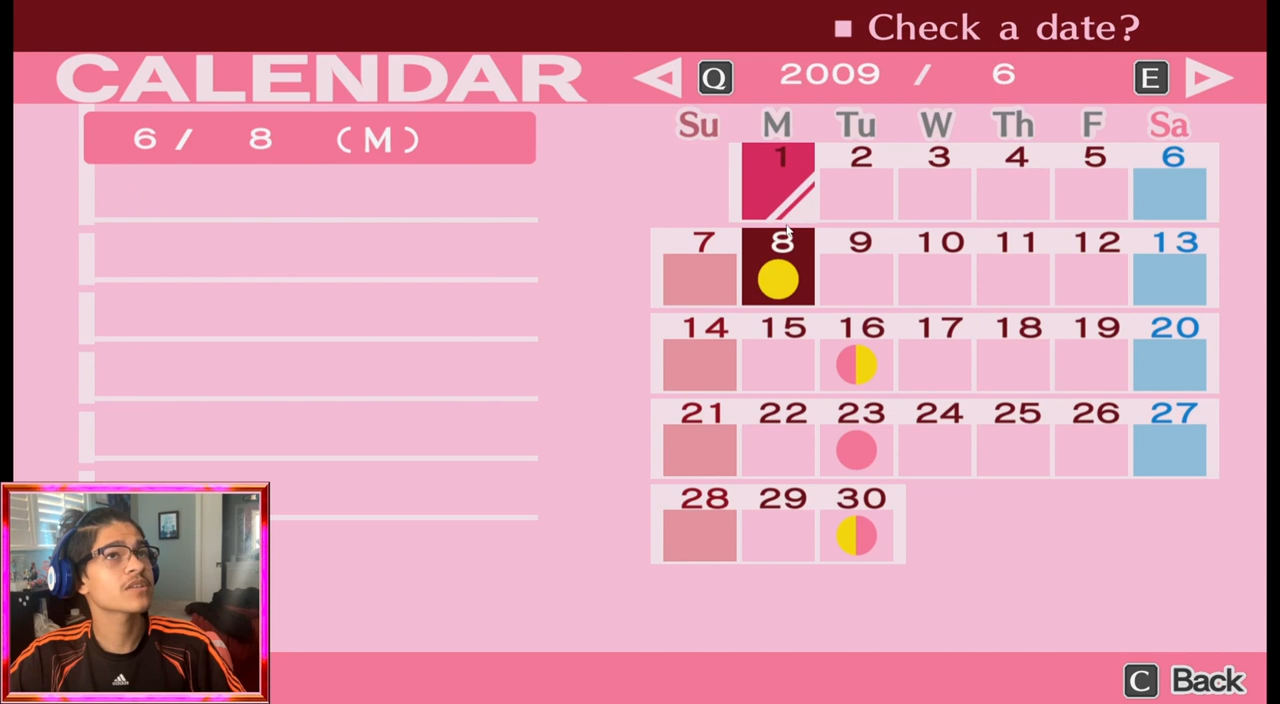 ■ Check a date?
CALENDAR
Q 2009 / 6 E
6 / 8 (M)
Su M Tu W Th F Sa
1 2 3 4 5 6
7 8 9 10 11 12 13
14 15 16 17 18 19 20
21 22 23 24 25 26 27
28 29 30
C Back